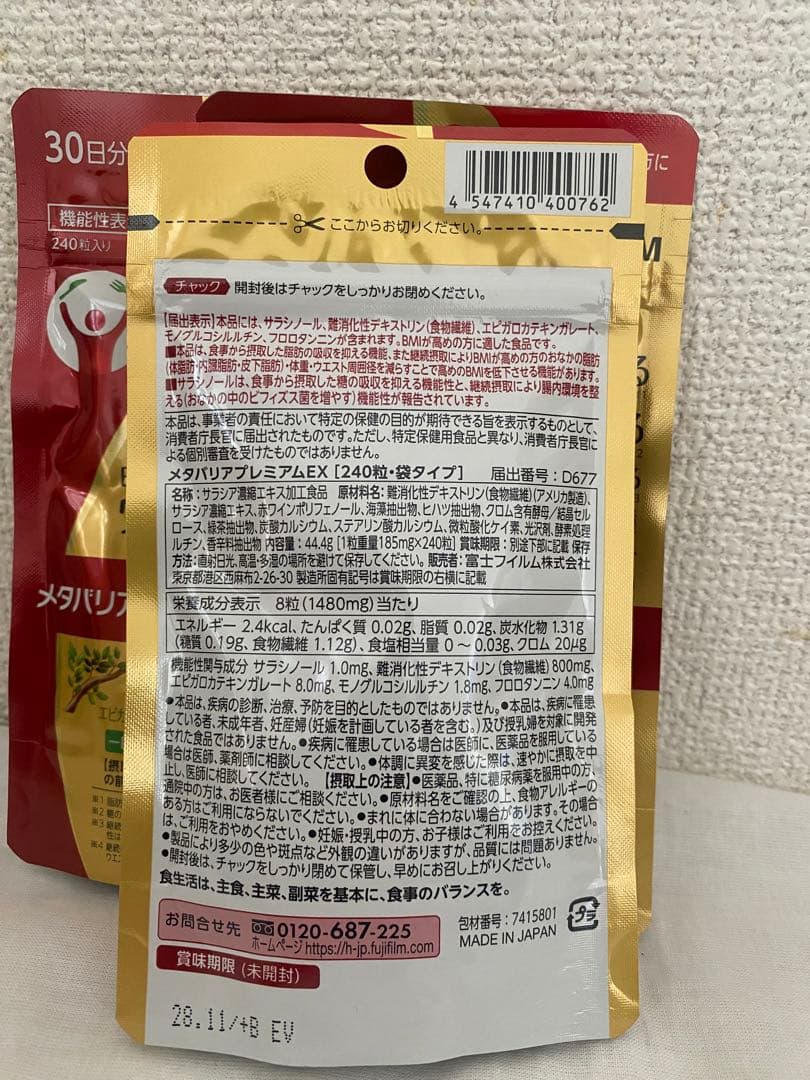 30日分
機能性表
240粒入り
方に
4 547410 400762
ここからお切りください。
M
チャック 開封後はチャックをしっかりお閉めください。
【届出表示】本品には、サラシノール、難消化性デキストリン(食物繊維)、エピガロカテキンガレート、
モノグルコシルルチン、フロロタンニンが含まれます。BMIが高めの方に適した食品です。
■本品は、食事から摂取した脂肪の吸収を抑える機能、また継続摂取によりBMIが高めの方のおなかの脂肪
(体脂肪・内臓脂肪・皮下脂肪)・体重・ウエスト周囲径を減らすことで高めのBMIを低下させる機能があります。
■サラシノールは、食事から摂取した糖の吸収を抑える機能性と、継続摂取により腸内環境を整
える(おなかの中のビフィズス菌を増やす)機能性が報告されています。
本品は、事業者の責任において特定の保健の目的が期待できる旨を表示するものとして、
消費者庁長官に届出されたものです。ただし、特定保健用食品と異なり、消費者庁長官に
よる個別審査を受けたものではありません。
メタバリアプレミアムEX [240粒・袋タイプ] 届出番号:D677
名称:サラシア濃縮エキス加工食品 原材料名:難消化性デキストリン(食物繊維)(アメリカ製造)、
サラシア濃縮エキス、赤ワインポリフェノール、海藻抽出物、ヒハツ抽出物、クロム含有酵母/結晶セル
ロース、緑茶抽出物、炭酸カルシウム、ステアリン酸カルシウム、微粒酸化ケイ素、光沢剤、酵素処理
ルチン、香辛料抽出物 内容量:44.4g [1粒重量185mg×240粒] 賞味期限:別途下部に記載 保存
方法:直射日光、高温・多湿の場所を避けて保存してください。 販売者:富士フイルム株式会社
東京都港区西麻布2-26-30 製造所固有記号は賞味期限の右横に記載
栄養成分表示 8粒(1480mg)当たり
エネルギー 2.4kcal、たんぱく質 0.02g、脂質 0.02g、炭水化物 1.31g
(糖質 0.19g、食物繊維 1.12g)、食塩相当量 0~0.03g、クロム 20μg
機能性関与成分 サラシノール 1.0mg、難消化性デキストリン(食物繊維) 800mg、
エピガロカテキンガレート 8.0mg、モノグルコシルルチン 1.8mg、フロロタンニン 4.0mg
●本品は、疾病の診断、治療、予防を目的としたものではありません。●本品は、疾病に罹患
している者、未成年者、妊産婦(妊娠を計画している者を含む。)及び授乳婦を対象に開発
された食品ではありません。●疾病に罹患している場合は医師に、医薬品を服用している
場合は医師、薬剤師に相談してください。●体調に異変を感じた際は、速やかに摂取を中
止し、医師に相談してください。 【摂取上の注意】●医薬品、特に糖尿病薬を服用中の方、
通院中の方は、お医者様にご相談ください。●原材料名をご確認の上、食物アレルギーの
ある方はご利用にならないでください。●まれに体に合わない場合があります。その場合
は、ご利用をおやめください。●妊娠・授乳中の方、お子様はご利用をお控えください。
●製品により多少の色や斑点など外観の違いがありますが、品質には問題ありません。
●開封後は、チャックをしっかり閉めて保管し、早めにお召し上がりください。
食生活は、主食、主菜、副菜を基本に、食事のバランスを。
お問合せ先 0120-687-225
ホームページ https://h-jp.fujifilm.com
包材番号:7415801
MADE IN JAPAN
プラ
賞味期限(未開封)
28.11/+B EV
メタバリア
エピガ
【摂
の前
※1 脂肪
※2 糖の
※3 継続
性は
※4 継続
ウエス